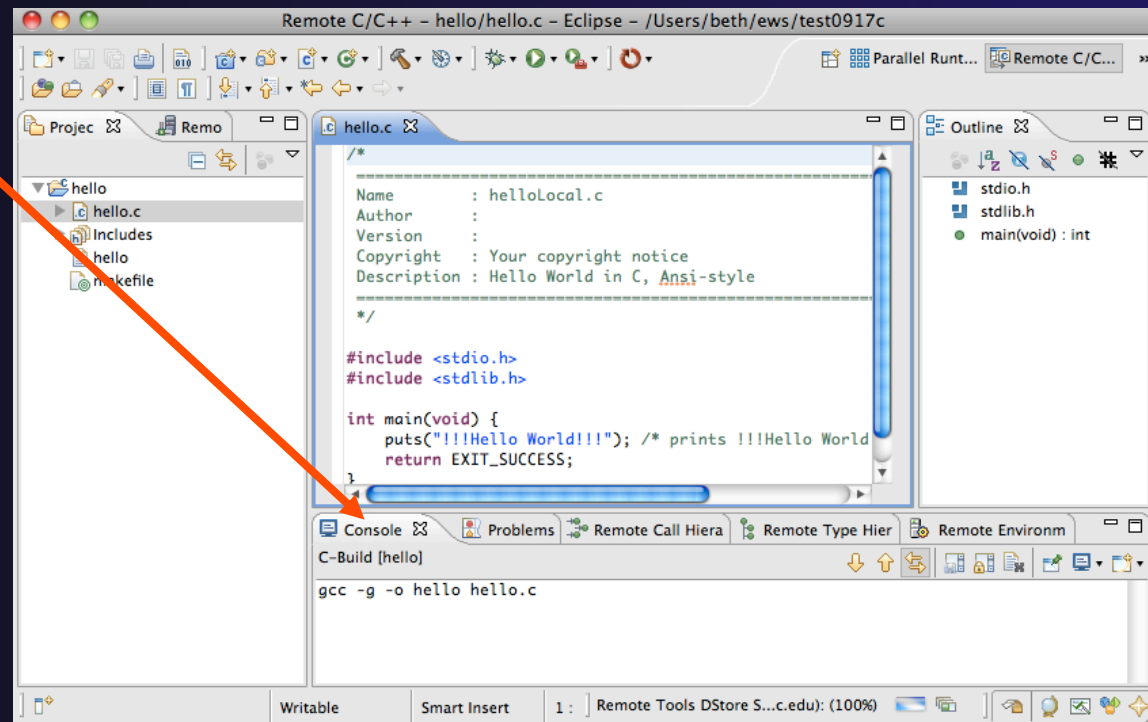 Remote C/C++ – hello/hello.c – Eclipse – /Users/beth/ews/test0917c
Parallel Runt... Remote C/C... »
Projec Remo
hello
hello.c
Includes
hello
makefile
hello.c
/*
============================================================
Name : helloLocal.c
Author :
Version :
Copyright : Your copyright notice
Description : Hello World in C, Ansi-style
============================================================
*/
#include <stdio.h>
#include <stdlib.h>
int main(void) {
puts("!!!Hello World!!!"); /* prints !!!Hello World
return EXIT_SUCCESS;
}
Outline
stdio.h
stdlib.h
main(void) : int
Console Problems Remote Call Hiera Remote Type Hier Remote Environm
C-Build [hello]
gcc -g -o hello hello.c
Writable Smart Insert 1 : Remote Tools DStore S...c.edu): (100%)